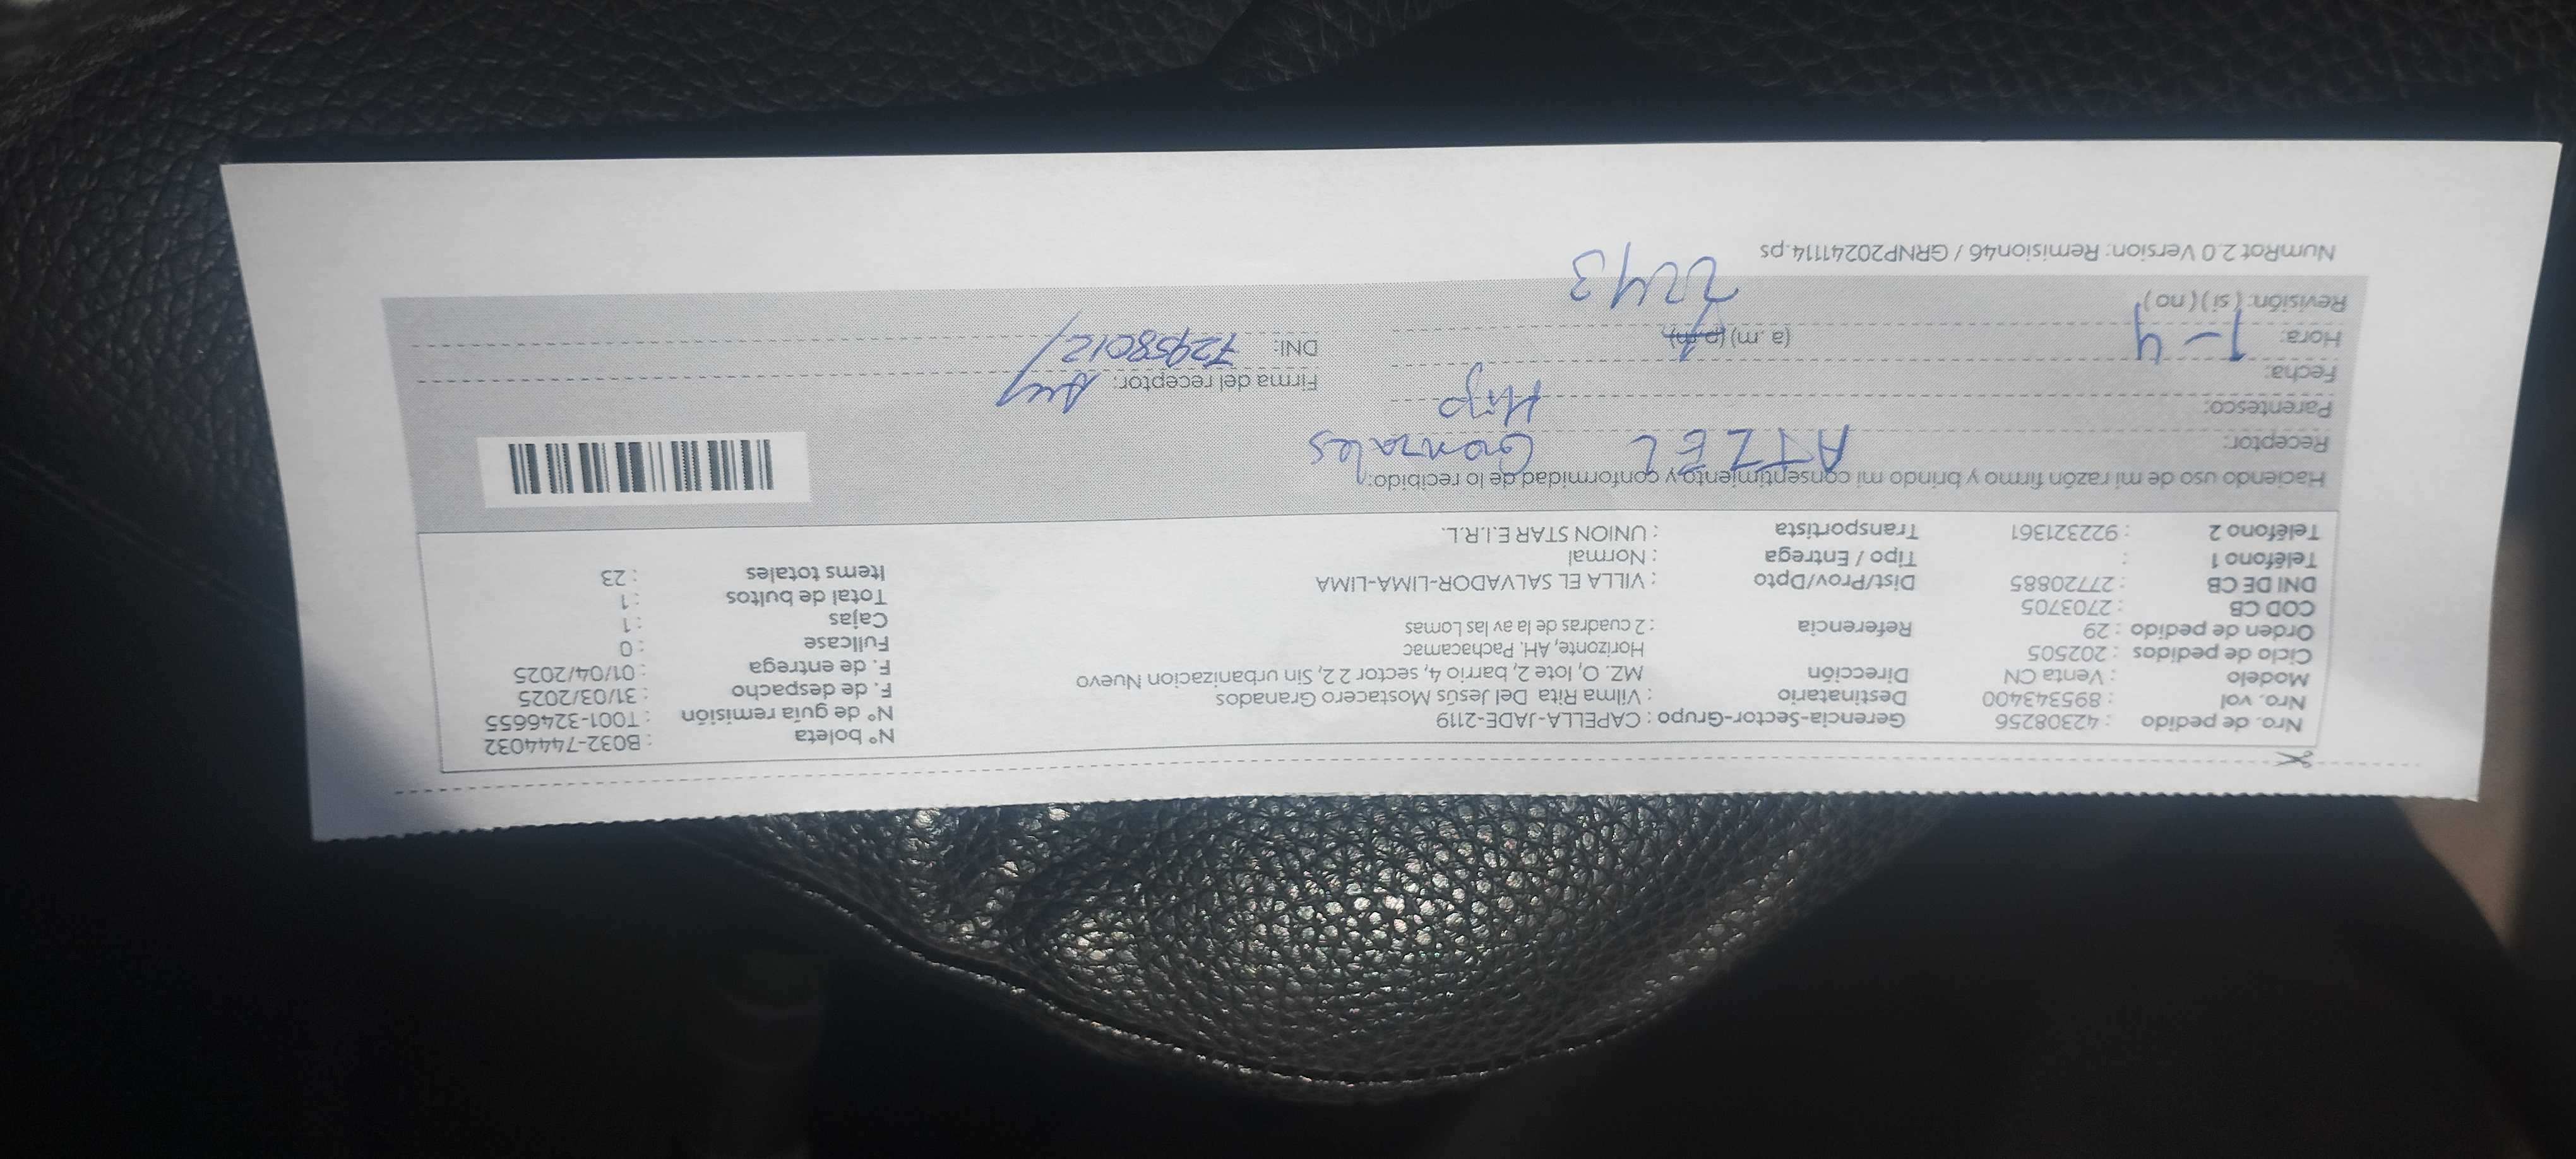 Nro. de pedido : 42308256 Gerencia-Sector-Grupo : CAPELLA-JADE-2119 N° boleta : B032-7444032
Nro. vol : 895343400 Destinatario : Vilma Rita Del Jesús Mostacero Granados N° de guía remisión : T001-3246655
Modelo : Venta CN Dirección MZ. O, lote 2, barrio 4, sector 2 2, Sin urbanizacion Nuevo F. de despacho : 31/03/2025
Ciclo de pedidos : 202505 Horizonte, AH. Pachacamac F. de entrega : 01/04/2025
Orden de pedido : 29 Referencia : 2 cuadras de la av las Lomas Fullcase : 0
COD CB : 2703705 Cajas : 1
DNI DE CB : 27720885 Dist/Prov/Dpto : VILLA EL SALVADOR-LIMA-LIMA Total de bultos : 1
Teléfono 1 : Tipo / Entrega : Normal Items totales : 23
Teléfono 2 : 922321361 Transportista : UNION STAR E.I.R.L.
Haciendo uso de mi razón firmo y brindo mi consentimiento y conformidad de lo recibido:
Receptor: Gonzales
Parentesco: Hijo
Fecha: 1-4 Firma del receptor:
Hora: (a. m) (p. m) DNI: 72958012
Revisión: ( si ) ( no ) 2243
NumRot 2.0 Version: Remision46 / GRNP20241114.ps